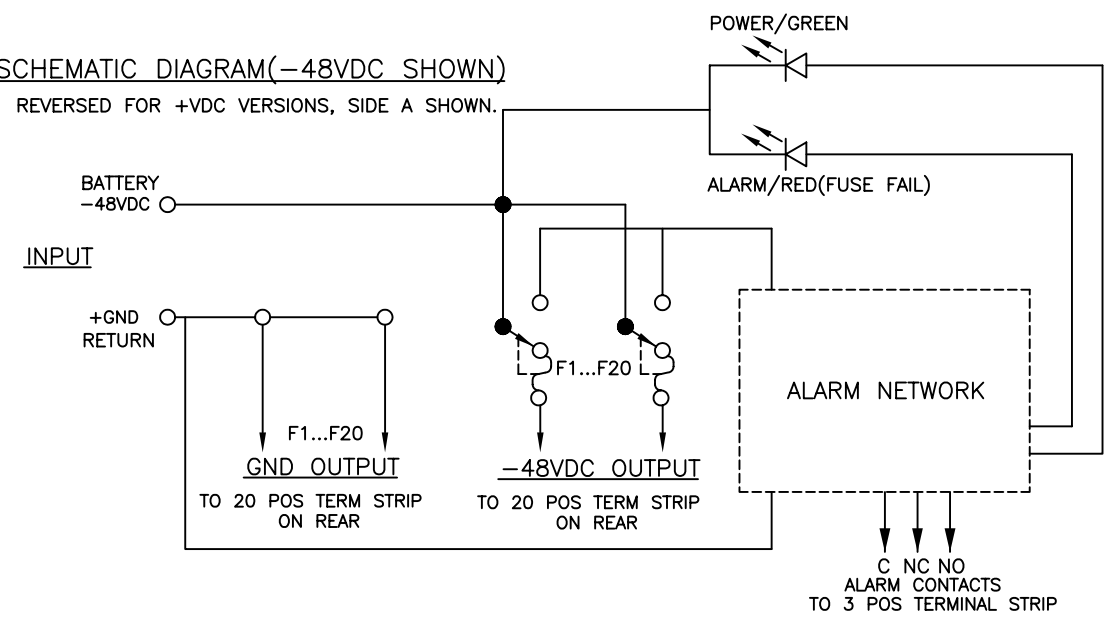 POWER/GREEN
SCHEMATIC DIAGRAM(-48VDC SHOWN)
REVERSED FOR +VDC VERSIONS, SIDE A SHOWN.
ALARM/RED(FUSE FAIL)
BATTERY
-48VDC
INPUT
+GND
RETURN
F1...F20
ALARM NETWORK
F1...F20
GND OUTPUT
TO 20 POS TERM STRIP
ON REAR
-48VDC OUTPUT
TO 20 POS TERM STRIP
ON REAR
C NC NO
ALARM CONTACTS
TO 3 POS TERMINAL STRIP